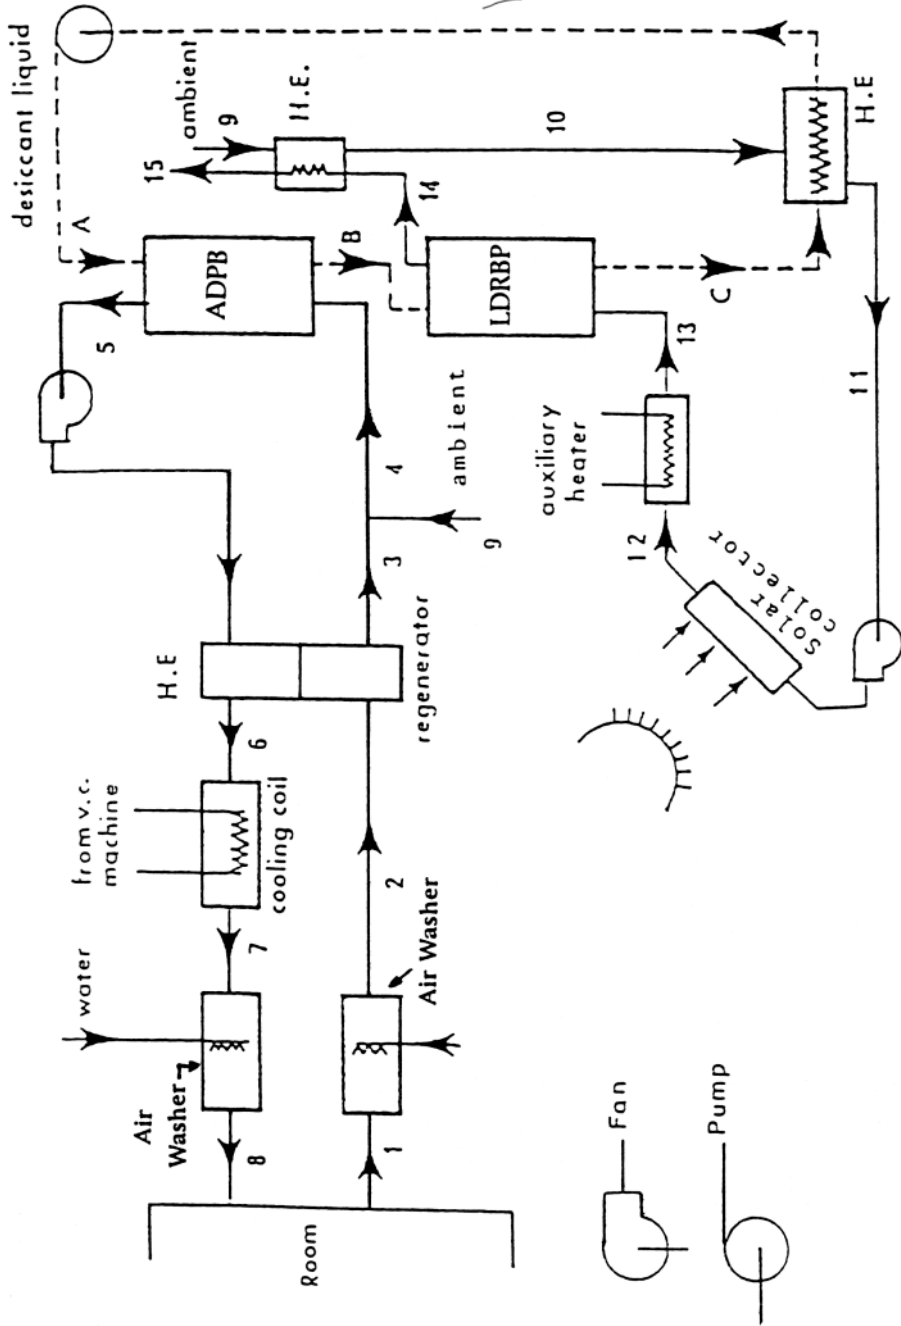 desiccant liquid
A
ambient
9
15
H.E.
10
14
B
ADPB
5
LDRBP
C
H.E
13
11
4
ambient
9
auxiliary
heater
12
3
solar
collector
H.E
regenerator
6
from v.c.
machine
cooling coil
2
7
water
Air Washer
Air
Washer
8
1
Room
Fan
Pump